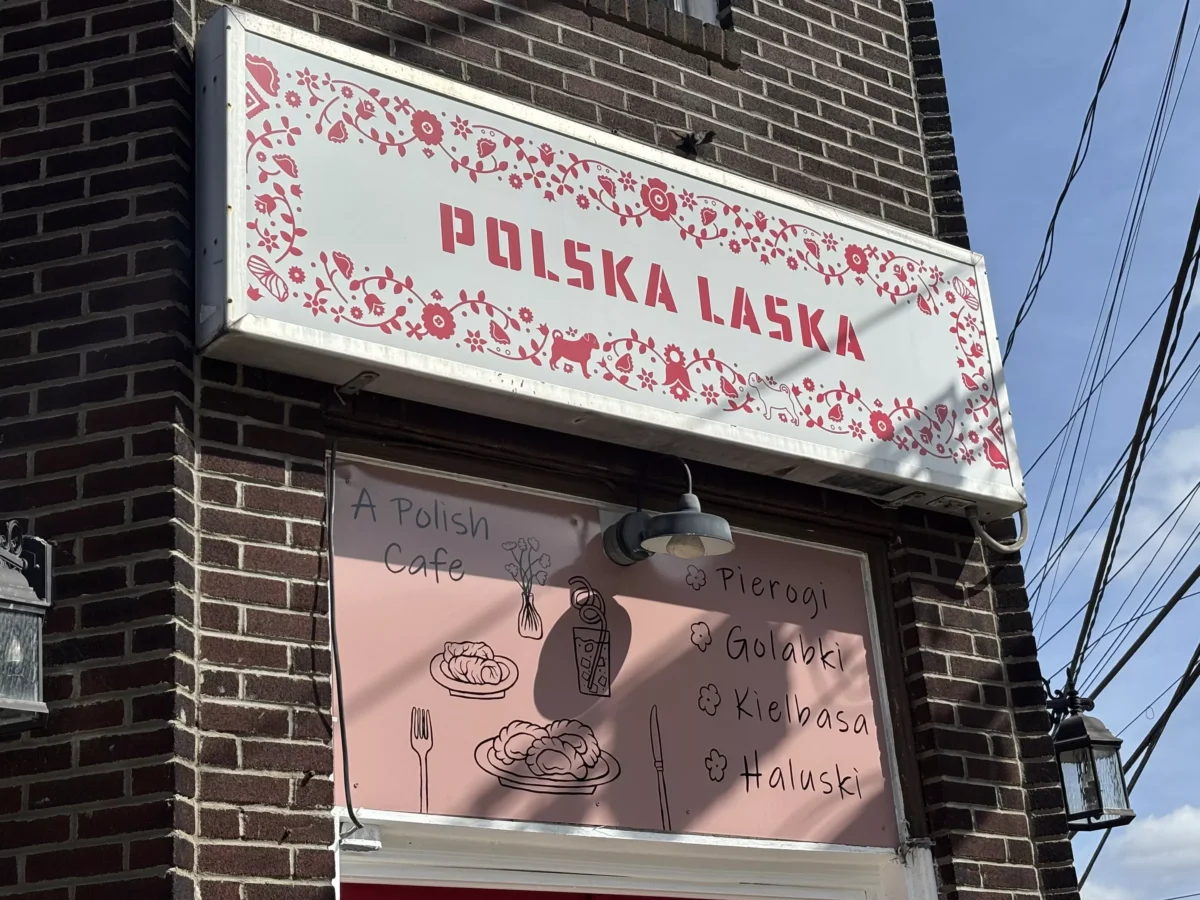 POLSKA LASKA
A Polish
Cafe
Pierogi
Golabki
Kielbasa
Haluski